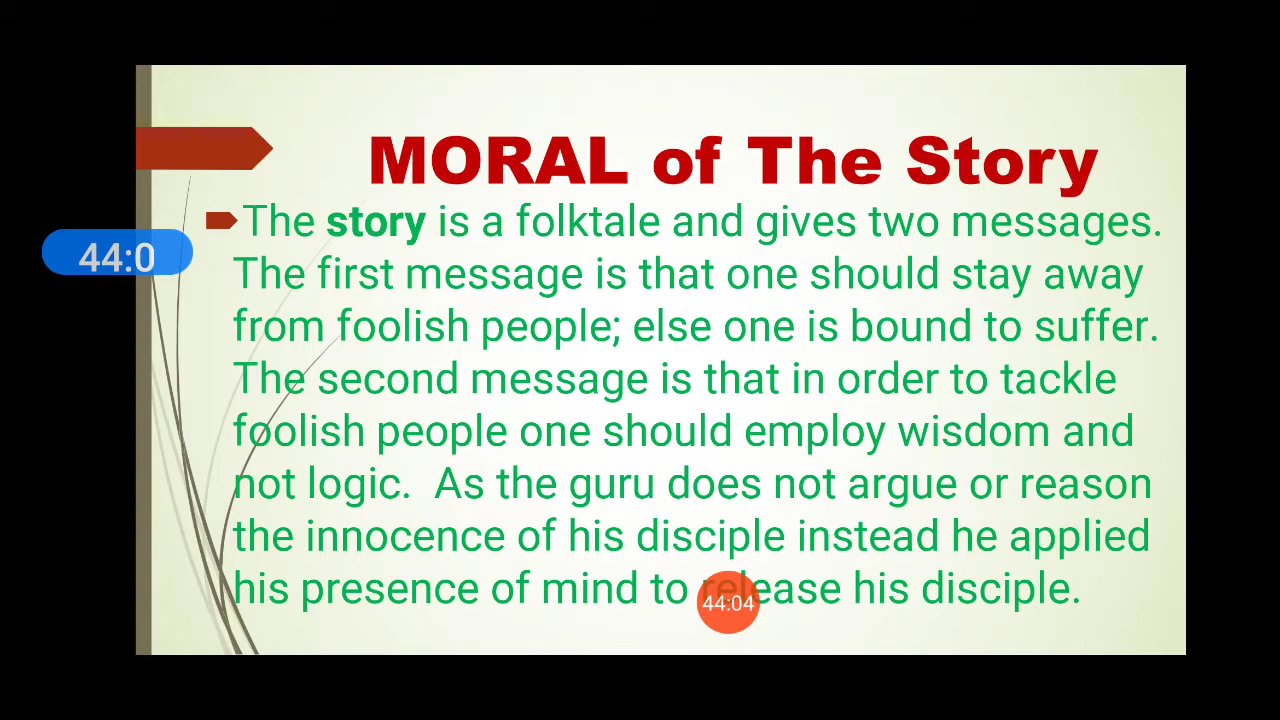 MORAL of The Story
The story is a folktale and gives two messages.
44:0
The first message is that one should stay away
from foolish people; else one is bound to suffer.
The second message is that in order to tackle
foolish people one should employ wisdom and
not logic.  As the guru does not argue or reason
the innocence of his disciple instead he applied
his presence of mind to release his disciple.
44:04